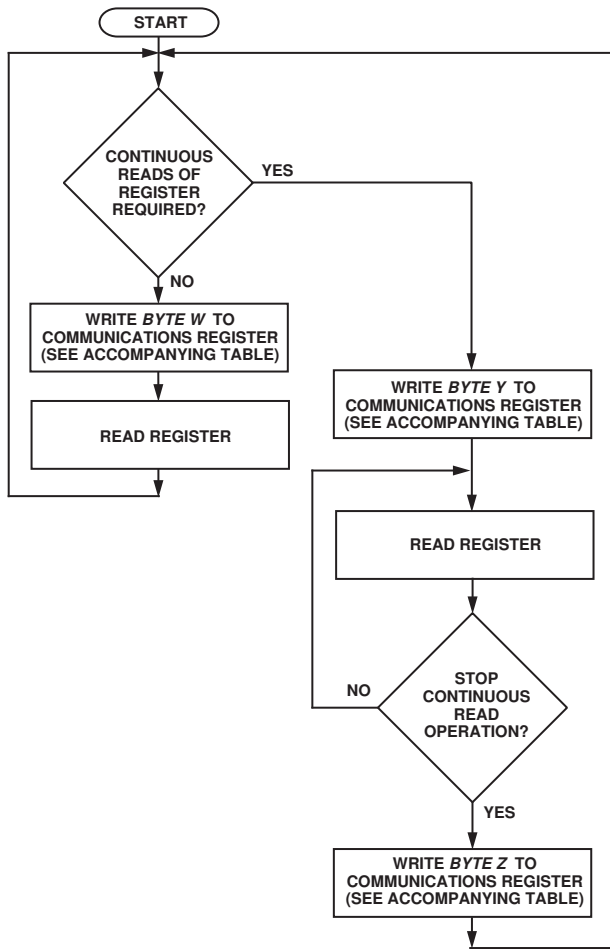 START
CONTINUOUS
READS OF
REGISTER
REQUIRED?
YES
NO
WRITE BYTE W TO
COMMUNICATIONS REGISTER
(SEE ACCOMPANYING TABLE)
READ REGISTER
WRITE BYTE Y TO
COMMUNICATIONS REGISTER
(SEE ACCOMPANYING TABLE)
READ REGISTER
STOP
CONTINUOUS
READ
OPERATION?
NO
YES
WRITE BYTE Z TO
COMMUNICATIONS REGISTER
(SEE ACCOMPANYING TABLE)